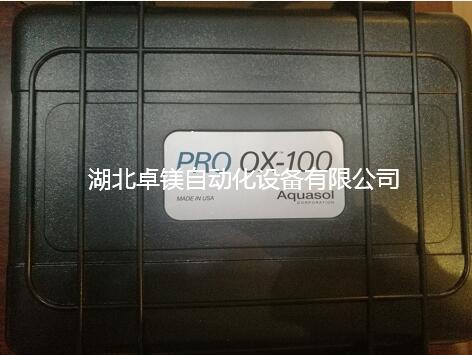 PRO OX™-100
湖北卓镁自动化设备有限公司
MADE IN USA
Aquasol
CORPORATION